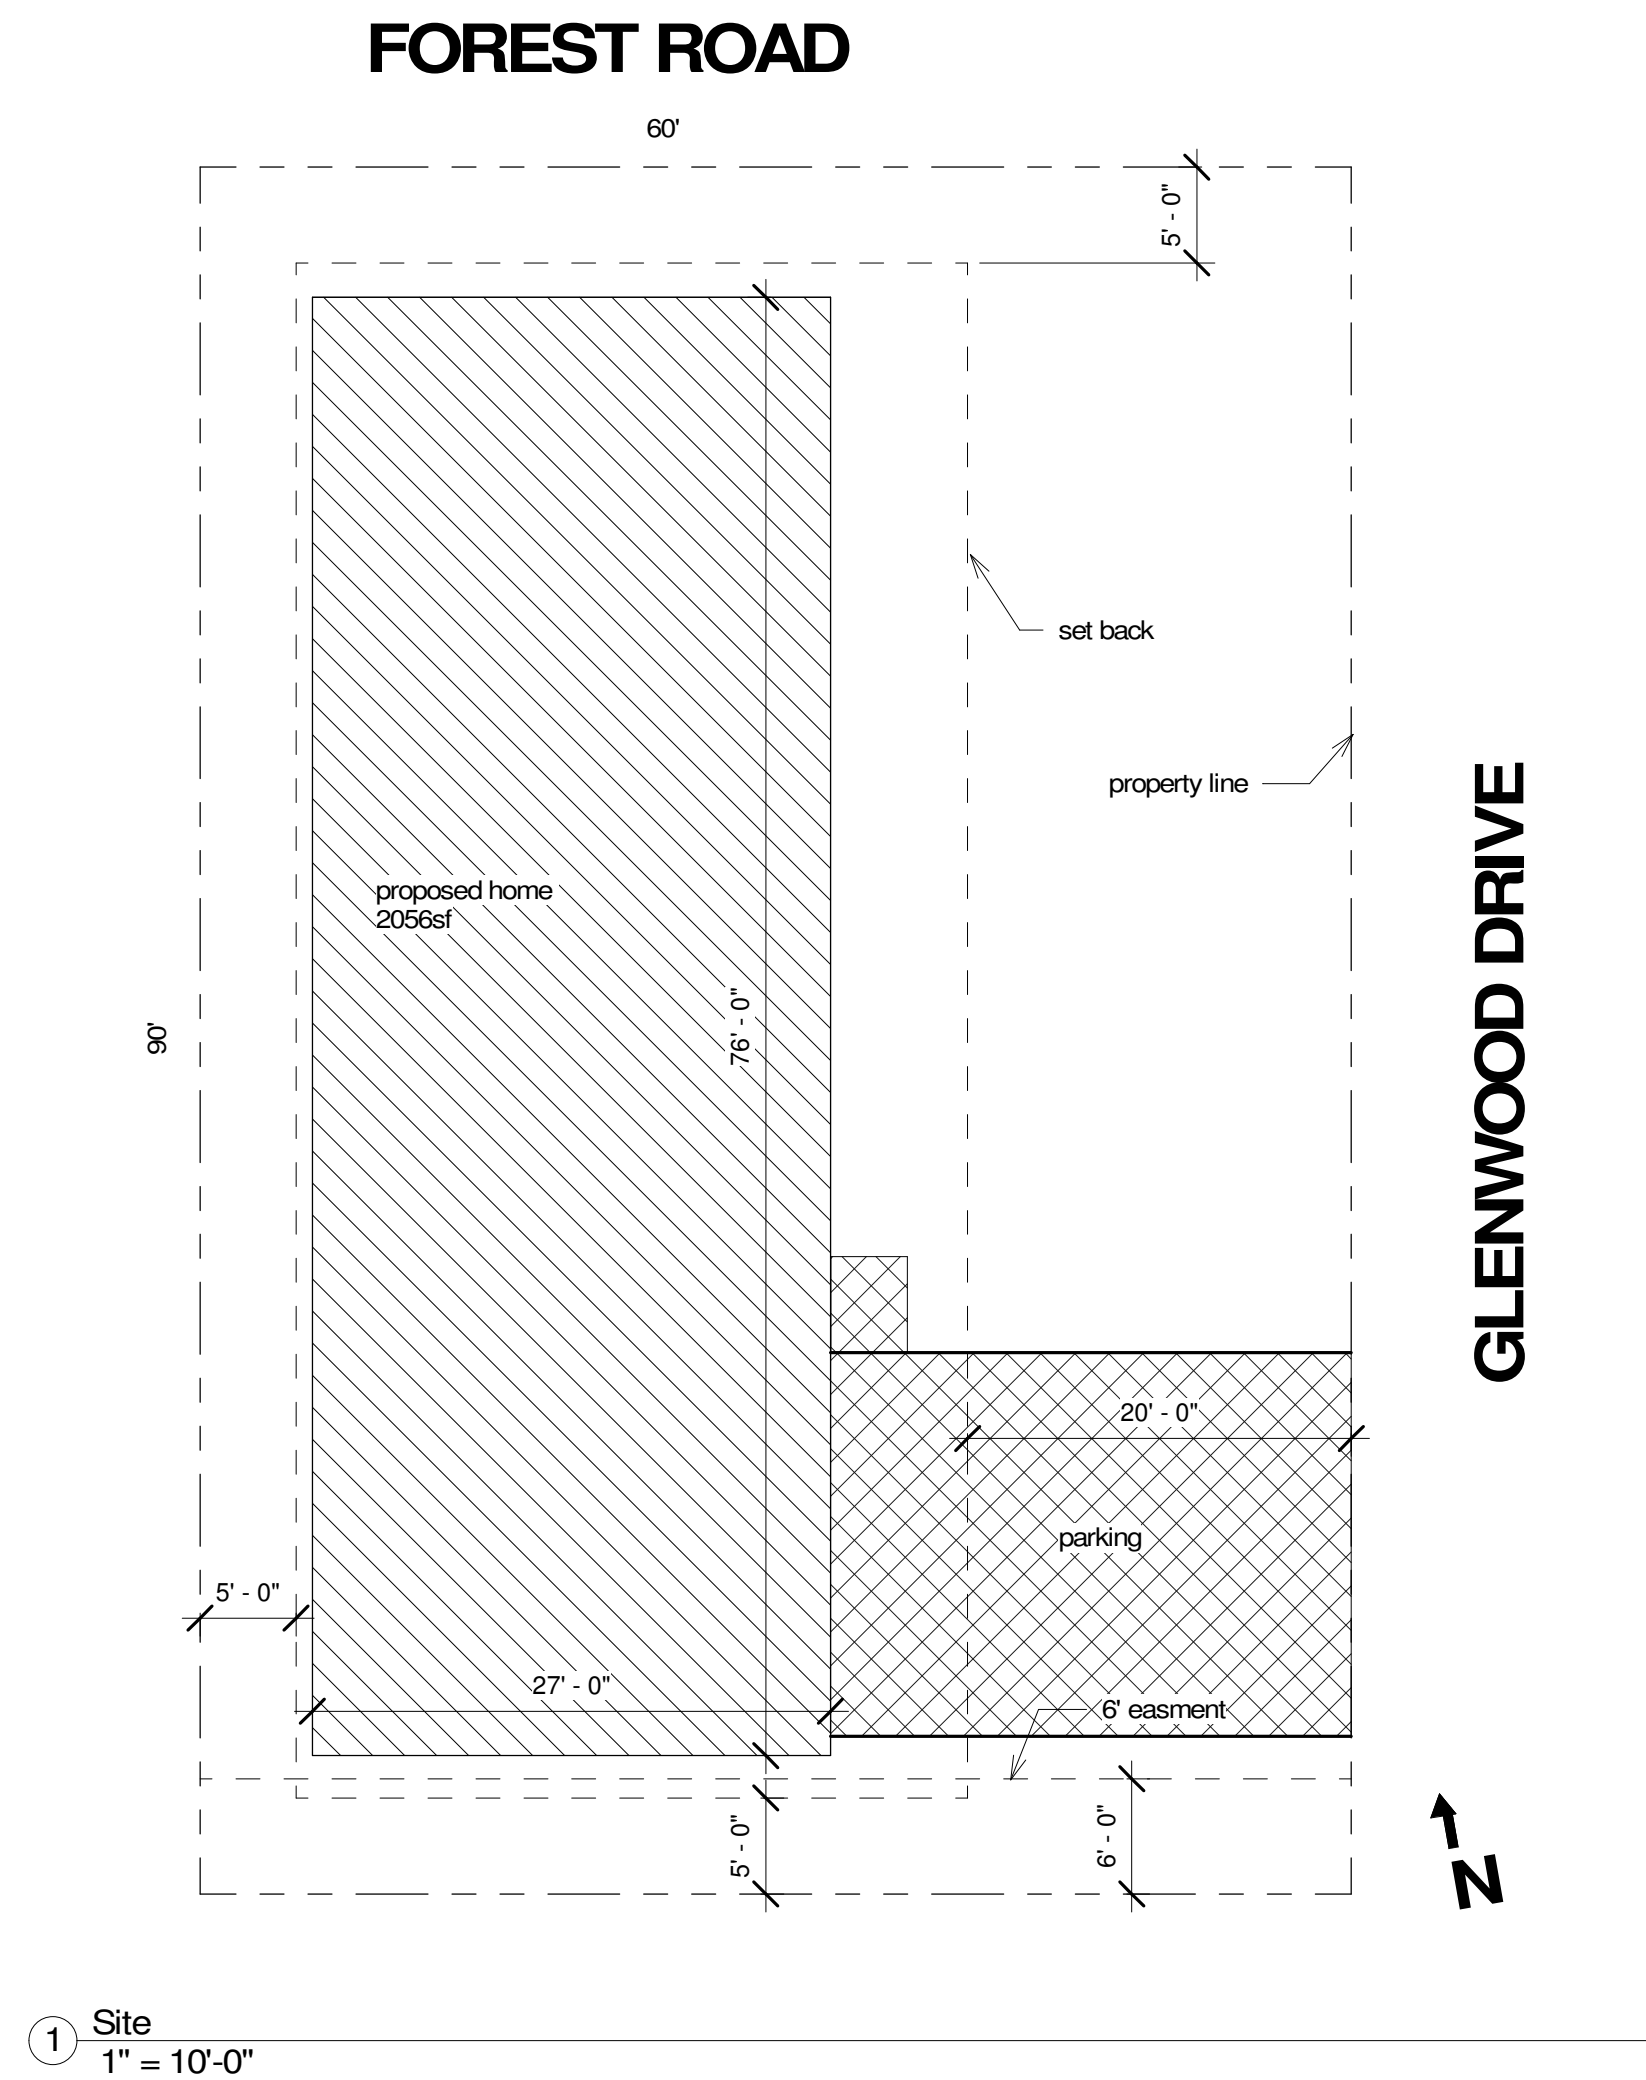 FOREST ROAD
60'
5' - 0"
set back
property line
GLENWOOD DRIVE
proposed home
2056sf
76' - 0"
90'
20' - 0"
parking
5' - 0"
27' - 0"
6' easment
5' - 0"
6' - 0"
N
1
Site
1" = 10'-0"